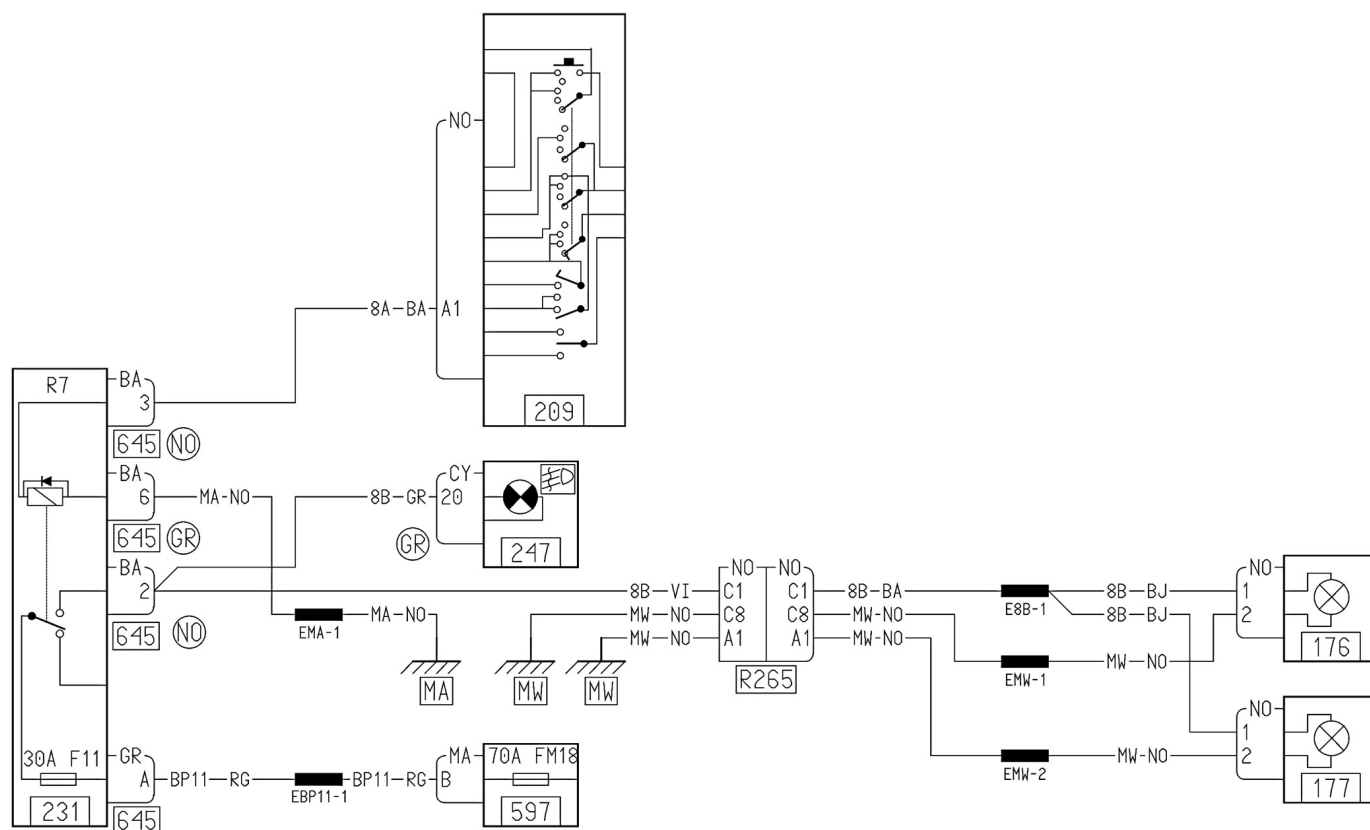 NO
8A-BA A1
209
R7
BA
3
645 NO
BA
6
MA-NO
645 GR
CY
8B-GR 20
GR
247
BA
2
645 NO
EMA-1
MA-NO
MA
MW
MW
NO NO
8B-VI C1 C1 8B-BA
MW-NO C8 C8 MW-NO
MW-NO A1 A1 MW-NO
R265
E8B-1
8B-BJ
8B-BJ
EMW-1
MW-NO
NO
1
2
176
EMW-2
MW-NO
NO
1
2
177
30A F11
GR
A BP11-RG
EBP11-1
BP11-RG
MA
B
70A FM18
231
645
597